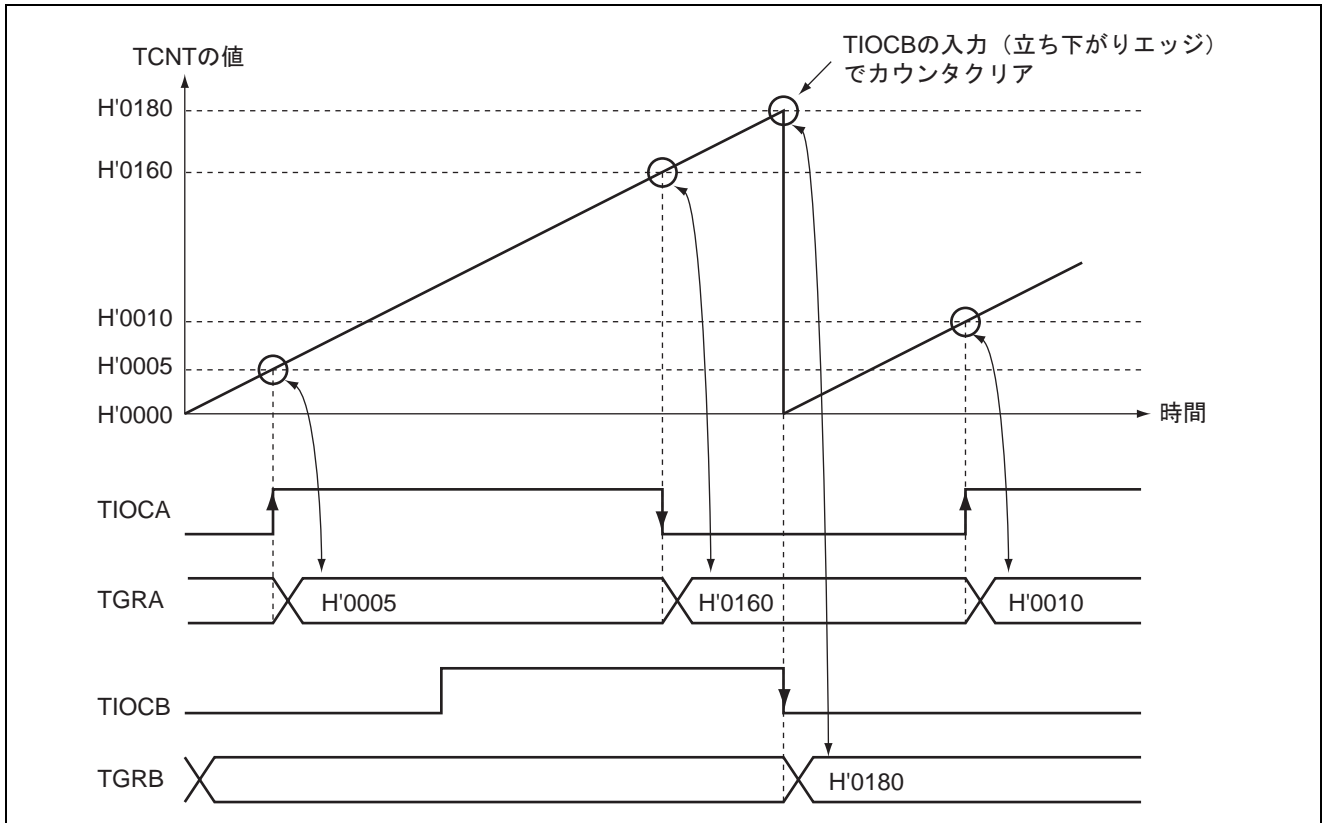 TCNTの値
TIOCBの入力（立ち下がりエッジ）
でカウンタクリア
H'0180
H'0160
H'0010
H'0005
H'0000
時間
TIOCA
TGRA
H'0005
H'0160
H'0010
TIOCB
TGRB
H'0180